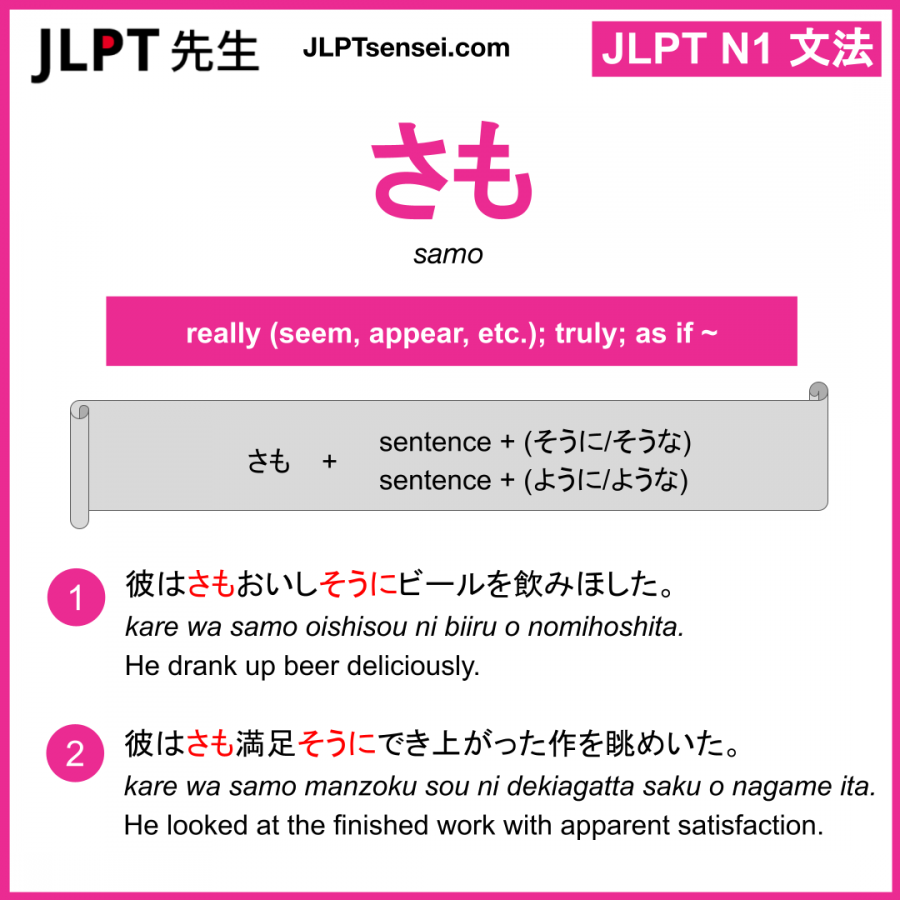 JLPT 先生
JLPTsensei.com
JLPT N1 文法
さも
samo
really (seem, appear, etc.); truly; as if ~
さも + sentence + (そうに/そうな)
sentence + (ように/ような)
1 彼はさもおいしそうにビールを飲みほした。
kare wa samo oishisou ni biiru o nomihoshita.
He drank up beer deliciously.
2 彼はさも満足そうにでき上がった作を眺めいた。
kare wa samo manzoku sou ni dekiagatta saku o nagame ita.
He looked at the finished work with apparent satisfaction.